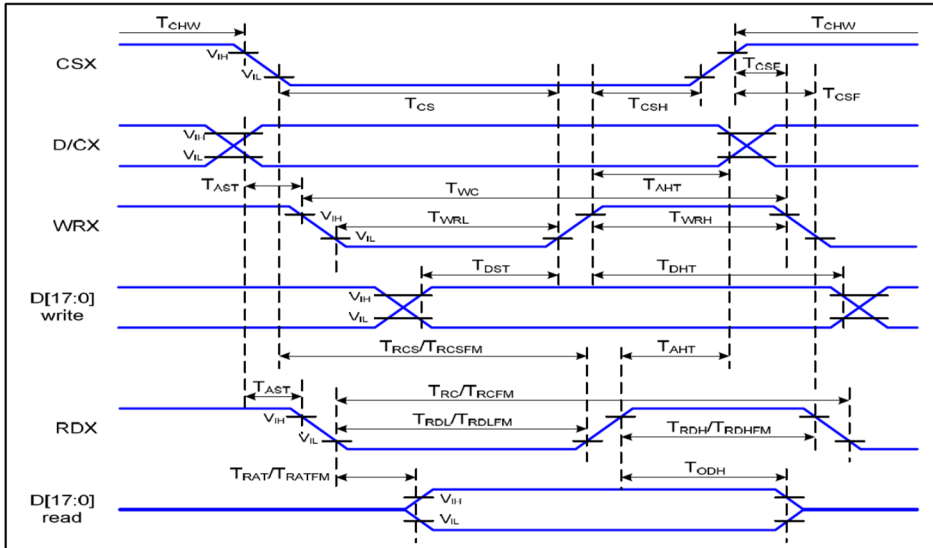 TCHW TCHW
CSX VIH VIL TCSF
TCS TCSH TCSF
D/CX VIH VIL
TAST TWC TAHT
WRX VIH VIL TWRL TWRH
TDST TDHT
D[17:0] VIH
write VIL
TRCS/TRCSFM TAHT
TAST TRC/TRCFM
RDX VIH VIL TRDL/TRDLFM TRDH/TRDHFM
TRAT/TRATFM TODH
D[17:0] VIH
read VIL